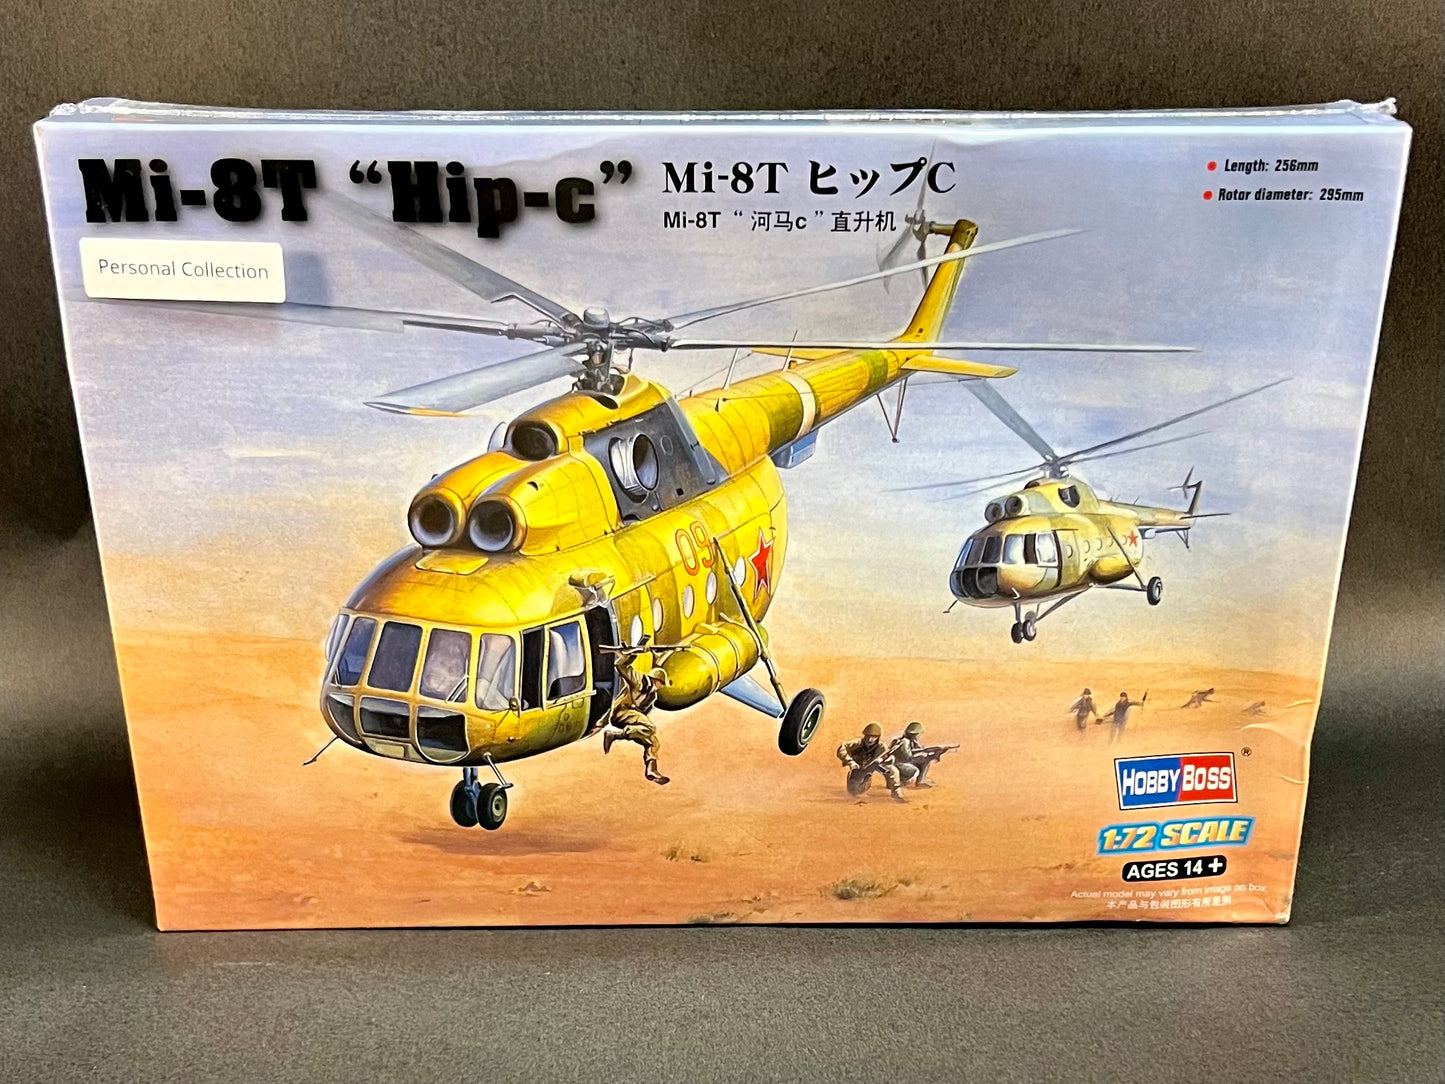 Mi-8T “Hip-c”
Mi-8T ヒップC
Mi-8T “河马c”直升机
Length: 256mm
Rotor diameter: 295mm
Personal Collection
09
HOBBY BOSS ®
1:72 SCALE
AGES 14+
Actual model may vary from image on box
本产品与包装图形有所差别